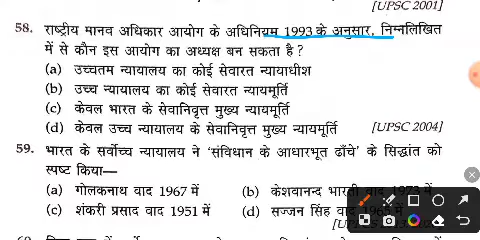 [UPSC 2001]
58. राष्ट्रीय मानव अधिकार आयोग के अधिनियम 1993 के अनुसार, निम्नलिखित
में से कौन इस आयोग का अध्यक्ष बन सकता है ?
(a) उच्चतम न्यायालय का कोई सेवारत न्यायाधीश
(b) उच्च न्यायालय का कोई सेवारत न्यायमूर्ति
(c) केवल भारत के सेवानिवृत्त मुख्य न्यायमूर्ति
(d) केवल उच्च न्यायालय के सेवानिवृत्त मुख्य न्यायमूर्ति [UPSC 2004]
59. भारत के सर्वोच्च न्यायालय ने ‘संविधान के आधारभूत ढाँचे’ के सिद्धांत को
स्पष्ट किया—
(a) गोलकनाथ वाद 1967 में (b) केशवानन्द भारती वाद 1973 में
(c) शंकरी प्रसाद वाद 1951 में (d) सज्जन सिंह वाद 1965 में